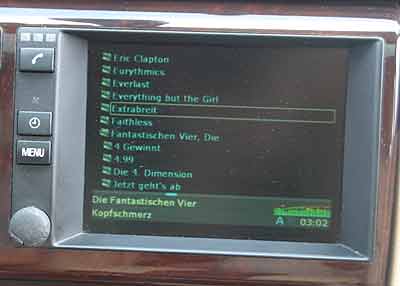 Eric Clapton
Eurythmics
Everlast
Everything but the Girl
Extrabreit
Faithless
Fantastischen Vier, Die
4 Gewinnt
4:99
Die 4. Dimension
Jetzt geht's ab
Die Fantastischen Vier
Kopfschmerz
A 03:02
MENU